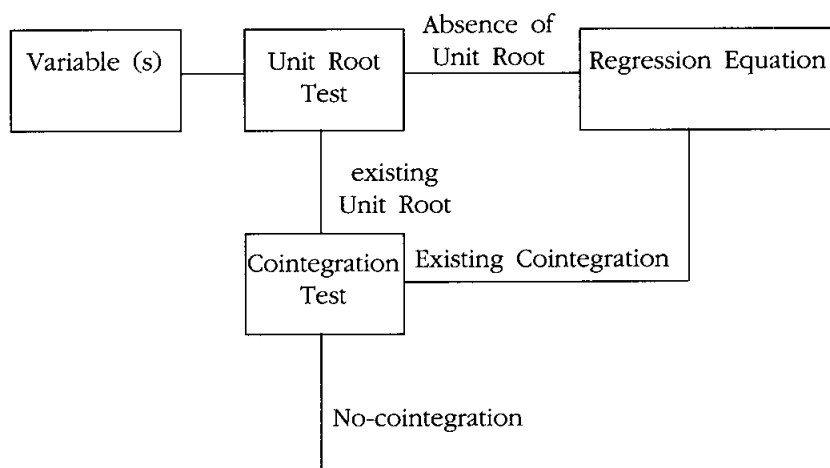 Variable (s)
Unit Root
Test
Absence of
Unit Root
Regression Equation
existing
Unit Root
Cointegration
Test
Existing Cointegration
No-cointegration